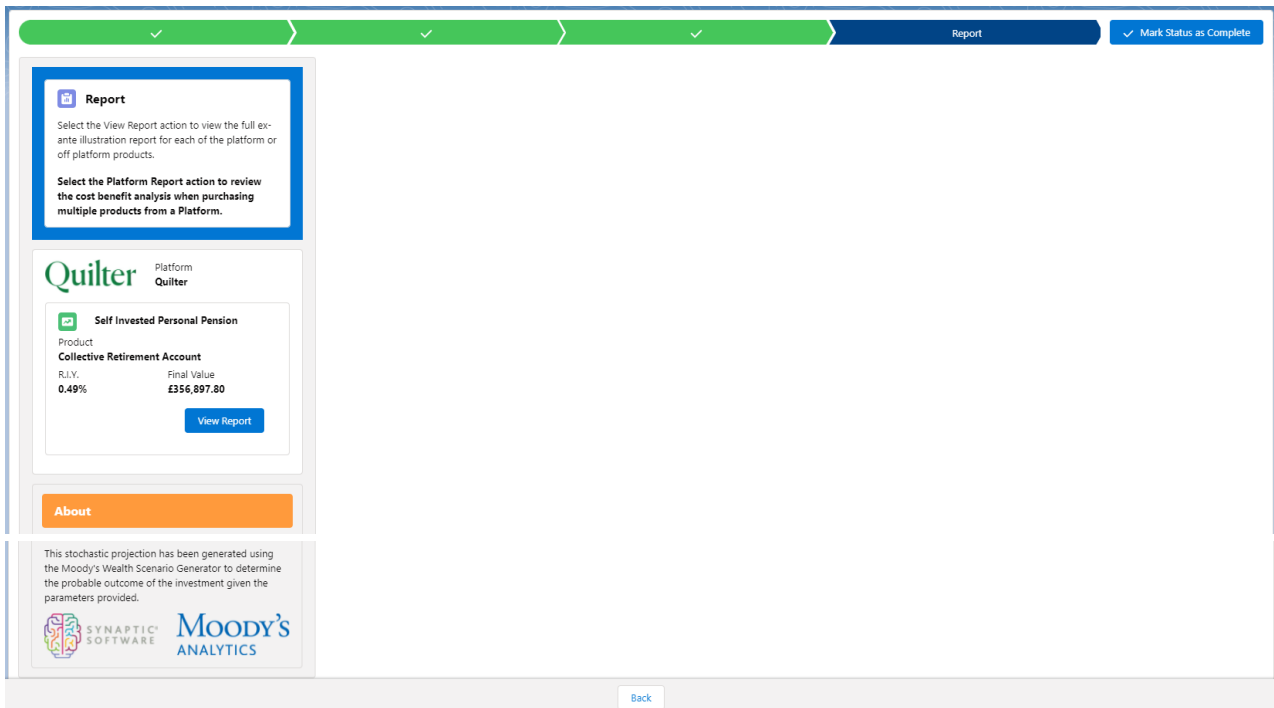 Report
Mark Status as Complete
Report
Select the View Report action to view the full ex-
ante illustration report for each of the platform or
off platform products.
Select the Platform Report action to review
the cost benefit analysis when purchasing
multiple products from a Platform.
Quilter
Platform
Quilter
Self Invested Personal Pension
Product
Collective Retirement Account
R.I.Y.
Final Value
0.49%
£356,897.80
View Report
About
This stochastic projection has been generated using
the Moody's Wealth Scenario Generator to determine
the probable outcome of the investment given the
parameters provided.
SYNAPTIC
SOFTWARE
MOODY'S
ANALYTICS
Back